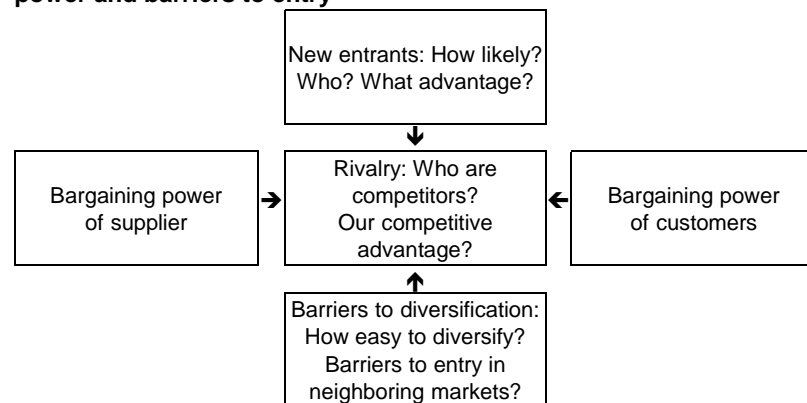 power and barriers to entry
New entrants: How likely?
Who? What advantage?
Bargaining power
of supplier
Rivalry: Who are
competitors?
Our competitive
advantage?
Bargaining power
of customers
Barriers to diversification:
How easy to diversify?
Barriers to entry in
neighboring markets?